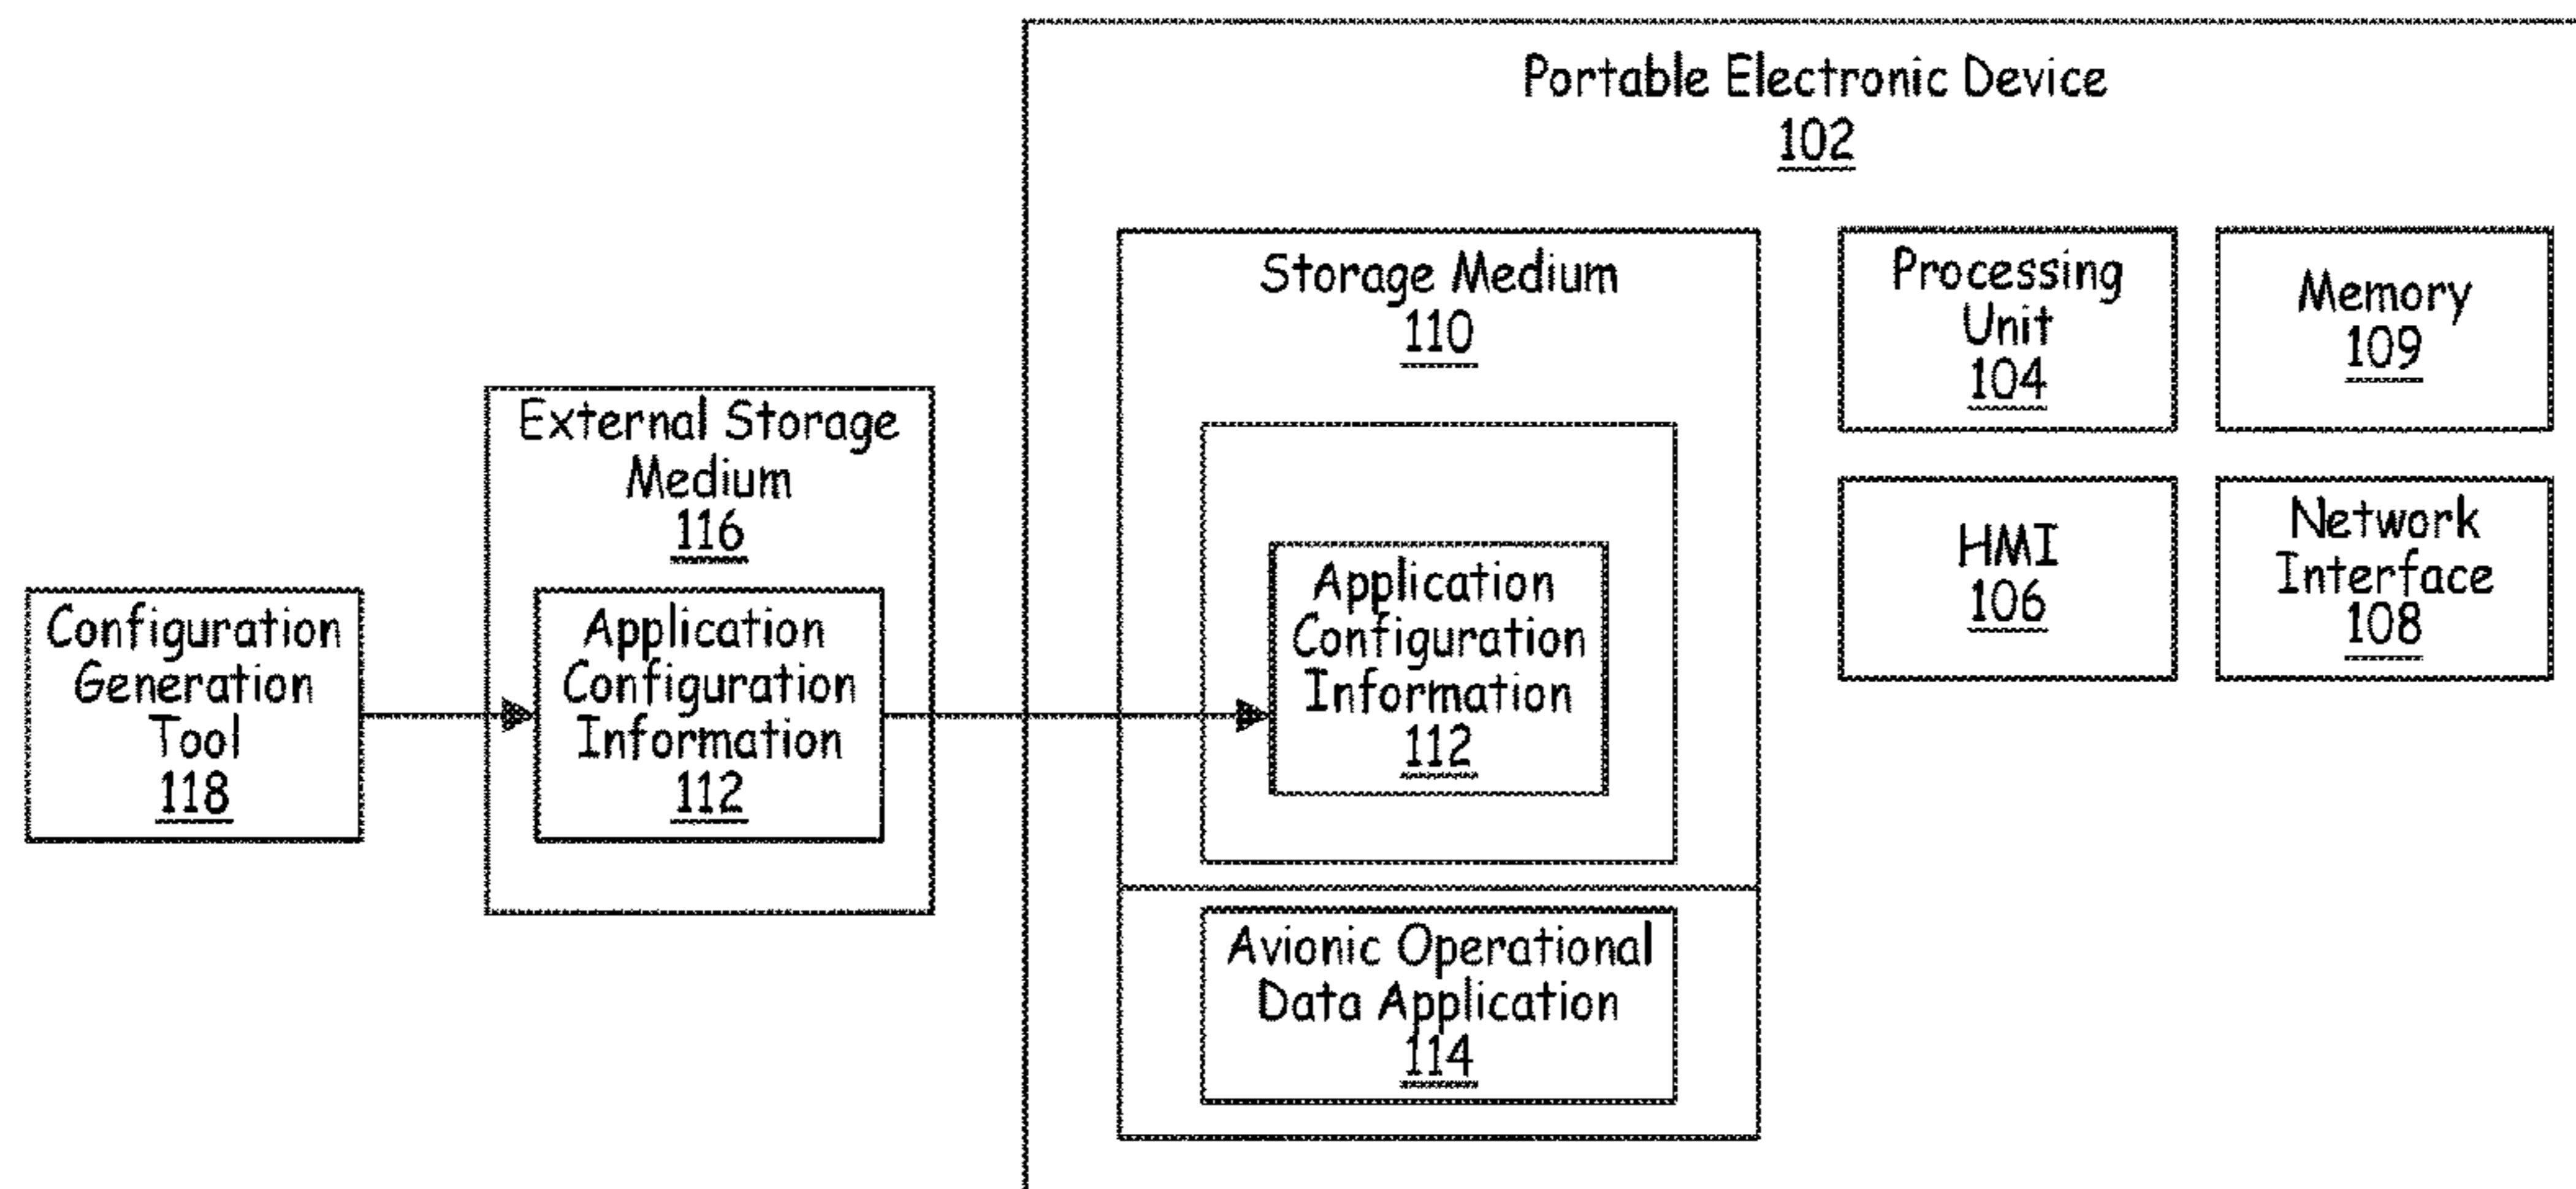 Portable Electronic Device
102
Storage Medium
110
Processing
Unit
104
Memory
109
External Storage
Medium
116
HMI
106
Network
Interface
108
Configuration
Generation
Tool
118
Application
Configuration
Information
112
Application
Configuration
Information
112
Avionic Operational
Data Application
114